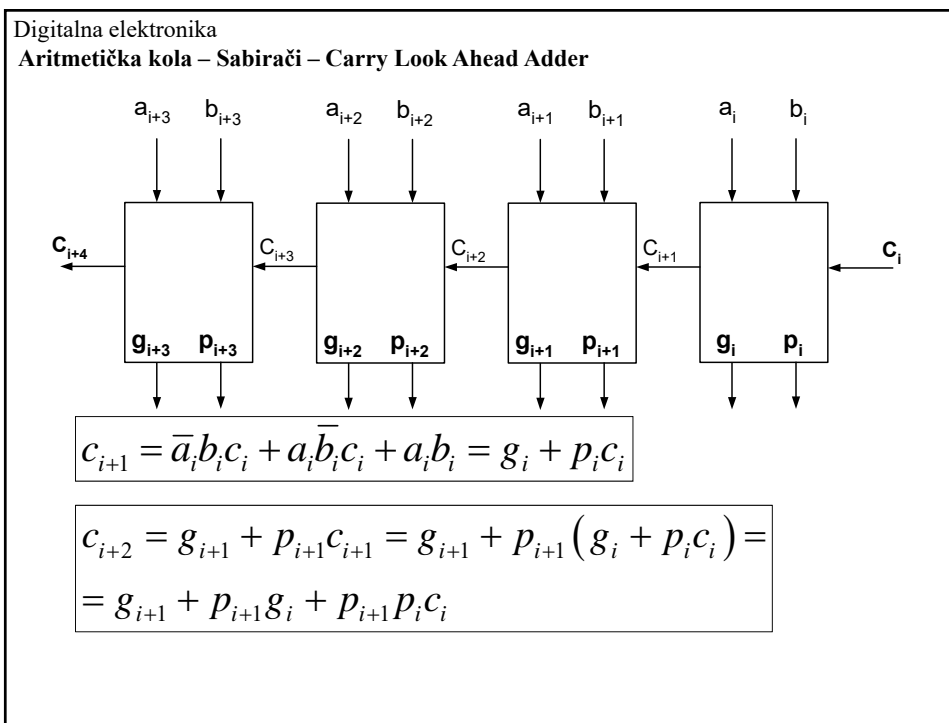 Digitalna elektronika
Aritmetička kola – Sabirači – Carry Look Ahead Adder
a_{i+3} b_{i+3} a_{i+2} b_{i+2} a_{i+1} b_{i+1} a_i b_i
C_{i+4} C_{i+3} C_{i+2} C_{i+1} C_i
g_{i+3} p_{i+3} g_{i+2} p_{i+2} g_{i+1} p_{i+1} g_i p_i
c_{i+1} = a̅_i b_i c_i + a_i b̅_i c_i + a_i b_i = g_i + p_i c_i
c_{i+2} = g_{i+1} + p_{i+1} c_{i+1} = g_{i+1} + p_{i+1} (g_i + p_i c_i) =
= g_{i+1} + p_{i+1} g_i + p_{i+1} p_i c_i